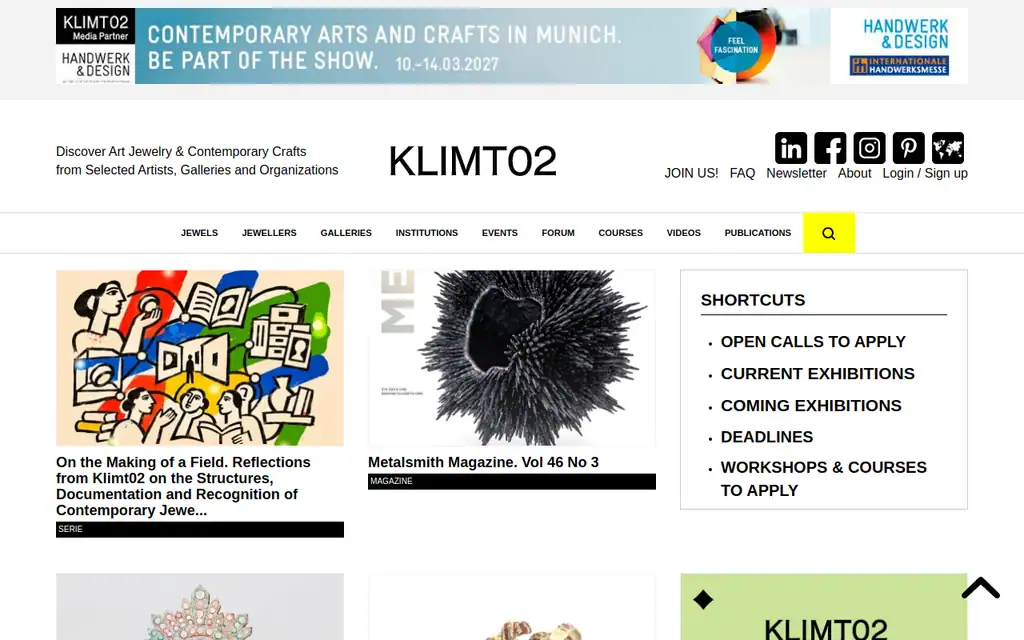 KLIMT02
Media Partner
HANDWERK
& DESIGN
CONTEMPORARY ARTS AND CRAFTS IN MUNICH.
BE PART OF THE SHOW. 10.–14.03.2027
FEEL
FASCINATION
HANDWERK
& DESIGN
INTERNATIONALE
HANDWERKSMESSE
Discover Art Jewelry & Contemporary Crafts
from Selected Artists, Galleries and Organizations
KLIMT02
JOIN US! FAQ Newsletter About Login / Sign up
JEWELS JEWELLERS GALLERIES INSTITUTIONS EVENTS FORUM COURSES VIDEOS PUBLICATIONS
ME
On the Making of a Field. Reflections
from Klimt02 on the Structures,
Documentation and Recognition of
Contemporary Jewe...
SERIE
Metalsmith Magazine. Vol 46 No 3
MAGAZINE
SHORTCUTS
• OPEN CALLS TO APPLY
• CURRENT EXHIBITIONS
• COMING EXHIBITIONS
• DEADLINES
• WORKSHOPS & COURSES
TO APPLY
KLIMT02